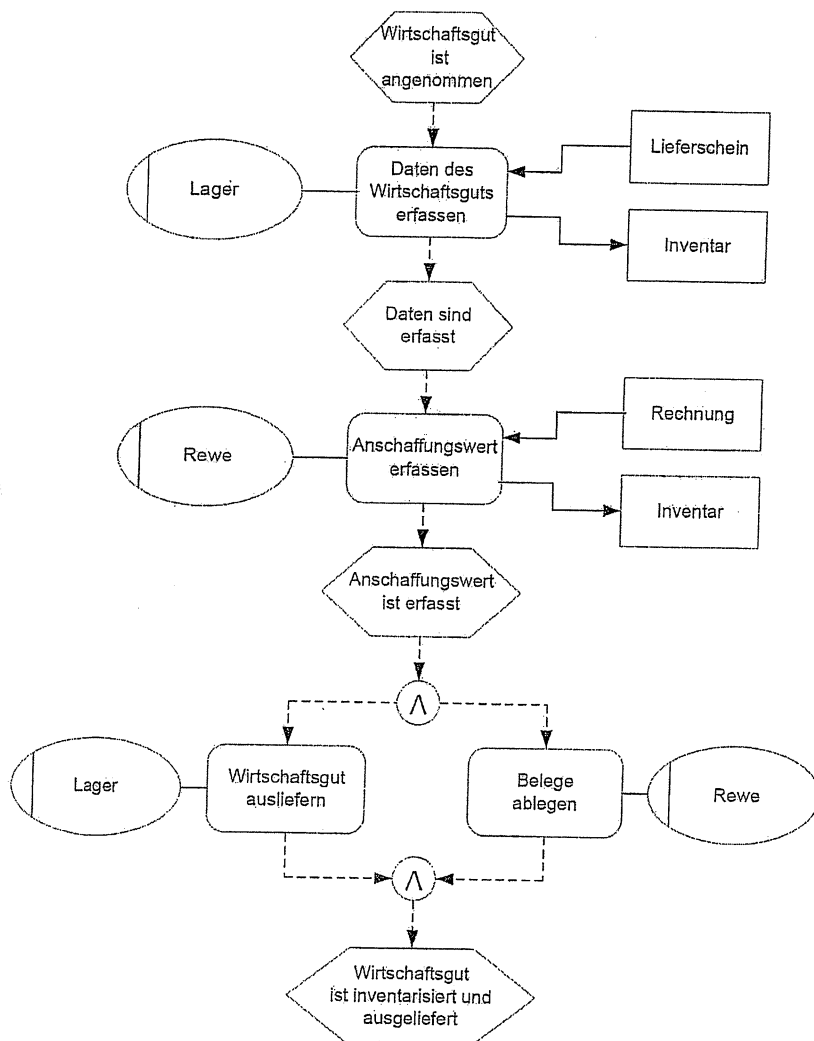 Wirtschaftsgut
ist
angenommen
Lager
Daten des
Wirtschaftsguts
erfassen
Lieferschein
Inventar
Daten sind
erfasst
Rewe
Anschaffungswert
erfassen
Rechnung
Inventar
Anschaffungswert
ist erfasst
Λ
Lager
Wirtschaftsgut
ausliefern
Belege
ablegen
Rewe
Λ
Wirtschaftsgut
ist inventarisiert und
ausgeliefert